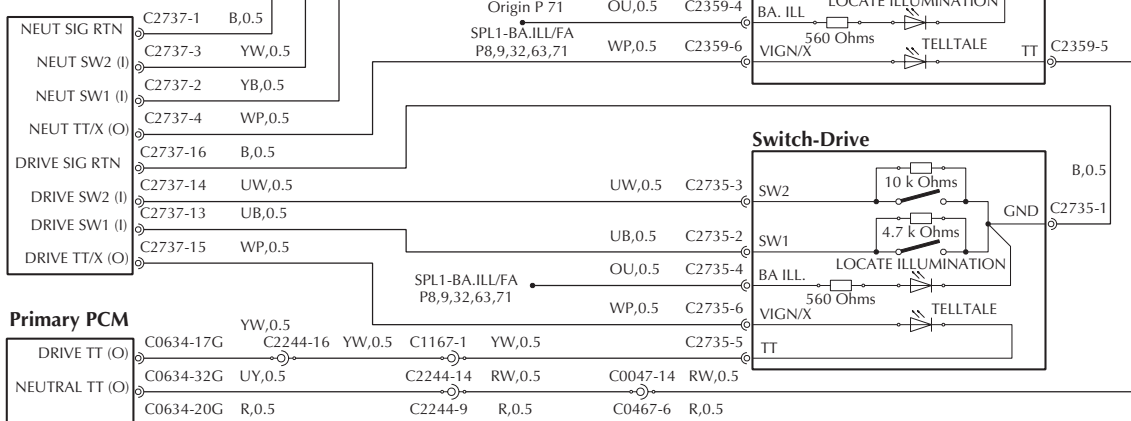 Origin P 71
OU,0.5 C2359-4
BA. ILL
LOCATE ILLUMINATION
560 Ohms
SPL1-BA.ILL/FA
P8,9,32,63,71
WP,0.5 C2359-6
VIGN/X
TELLTALE
TT
C2359-5
NEUT SIG RTN
C2737-1 B,0.5
NEUT SW2 (I)
C2737-3 YW,0.5
NEUT SW1 (I)
C2737-2 YB,0.5
NEUT TT/X (O)
C2737-4 WP,0.5
DRIVE SIG RTN
C2737-16 B,0.5
DRIVE SW2 (I)
C2737-14 UW,0.5
DRIVE SW1 (I)
C2737-13 UB,0.5
DRIVE TT/X (O)
C2737-15 WP,0.5
Switch-Drive
UW,0.5 C2735-3
SW2
10 k Ohms
B,0.5
GND
C2735-1
UB,0.5 C2735-2
SW1
4.7 k Ohms
LOCATE ILLUMINATION
OU,0.5 C2735-4
BA ILL.
560 Ohms
SPL1-BA.ILL/FA
P8,9,32,63,71
WP,0.5 C2735-6
VIGN/X
TELLTALE
C2735-5
TT
Primary PCM
YW,0.5
DRIVE TT (O)
C0634-17G C2244-16 YW,0.5 C1167-1 YW,0.5
NEUTRAL TT (O)
C0634-32G UY,0.5 C2244-14 RW,0.5 C0047-14 RW,0.5
C0634-20G R,0.5 C2244-9 R,0.5 C0467-6 R,0.5